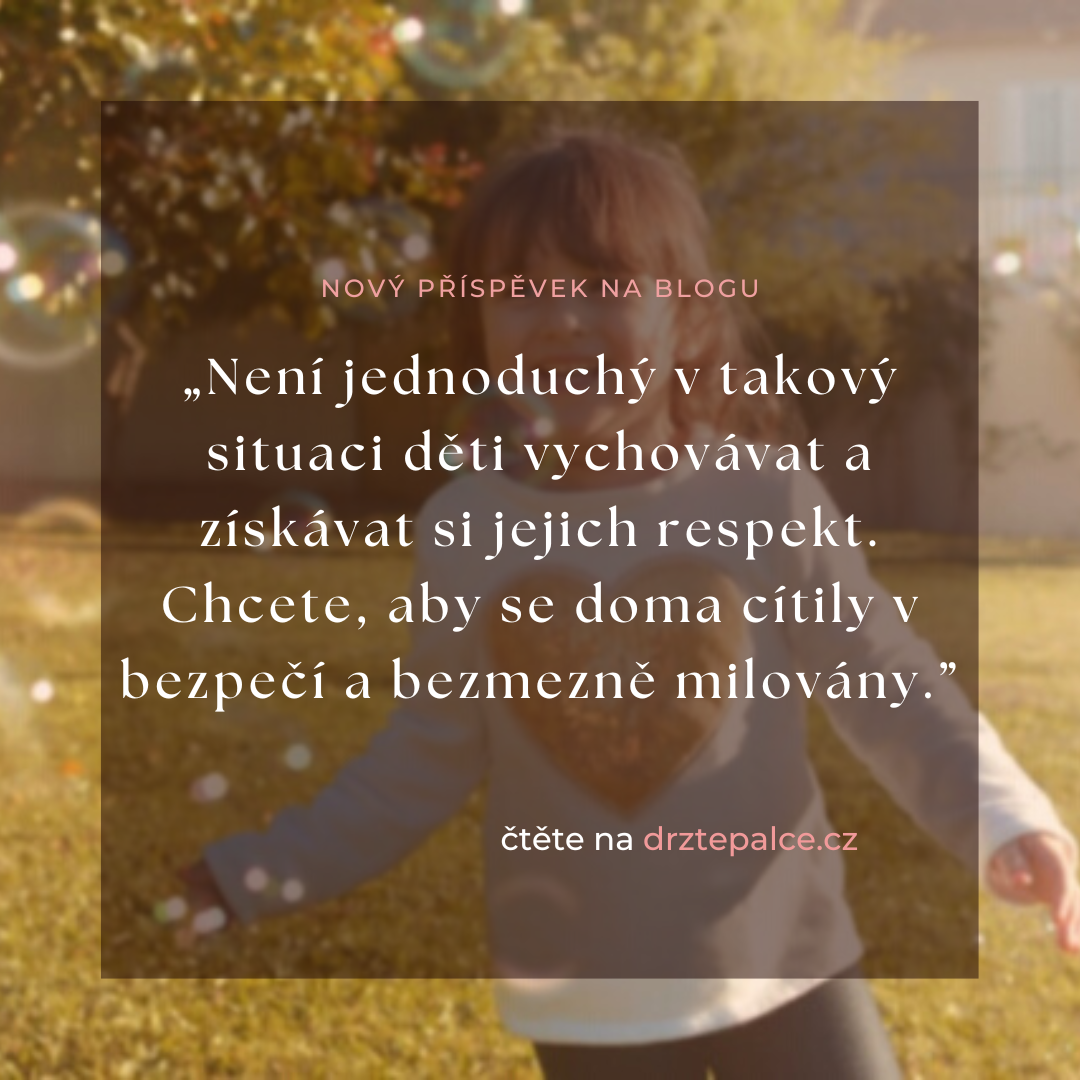 NOVÝ PŘÍSPĚVEK NA BLOGU
„Není jednoduchý v takový
situaci děti vychovávat a
získávat si jejich respekt.
Chcete, aby se doma cítily v
bezpečí a bezmezně milovány.”
čtěte na drztepalce.cz